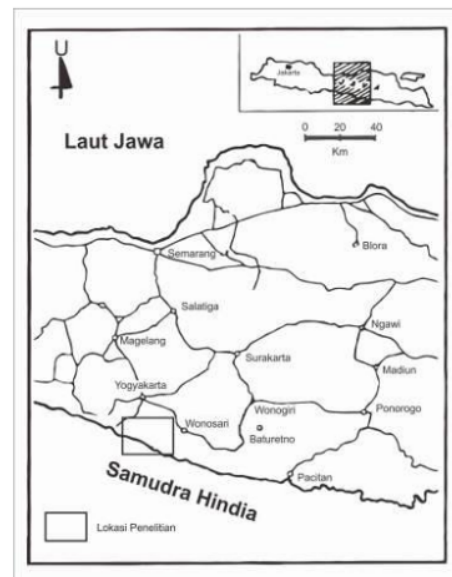 U
Jakarta
0 20 40
Km
Laut Jawa
Semarang
Blora
Salatiga
Ngawi
Magelang
Surakarta
Madiun
Yogyakarta
Wonogiri
Ponorogo
Wonosari
Baturetno
Pacitan
Samudra Hindia
Lokasi Penelitian